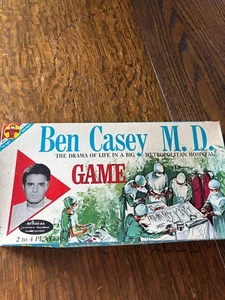 Ben Casey M.D.
THE DRAMA OF LIFE IN A BIG METROPOLITAN HOSPITAL
GAME
2 to 4 PLAYERS